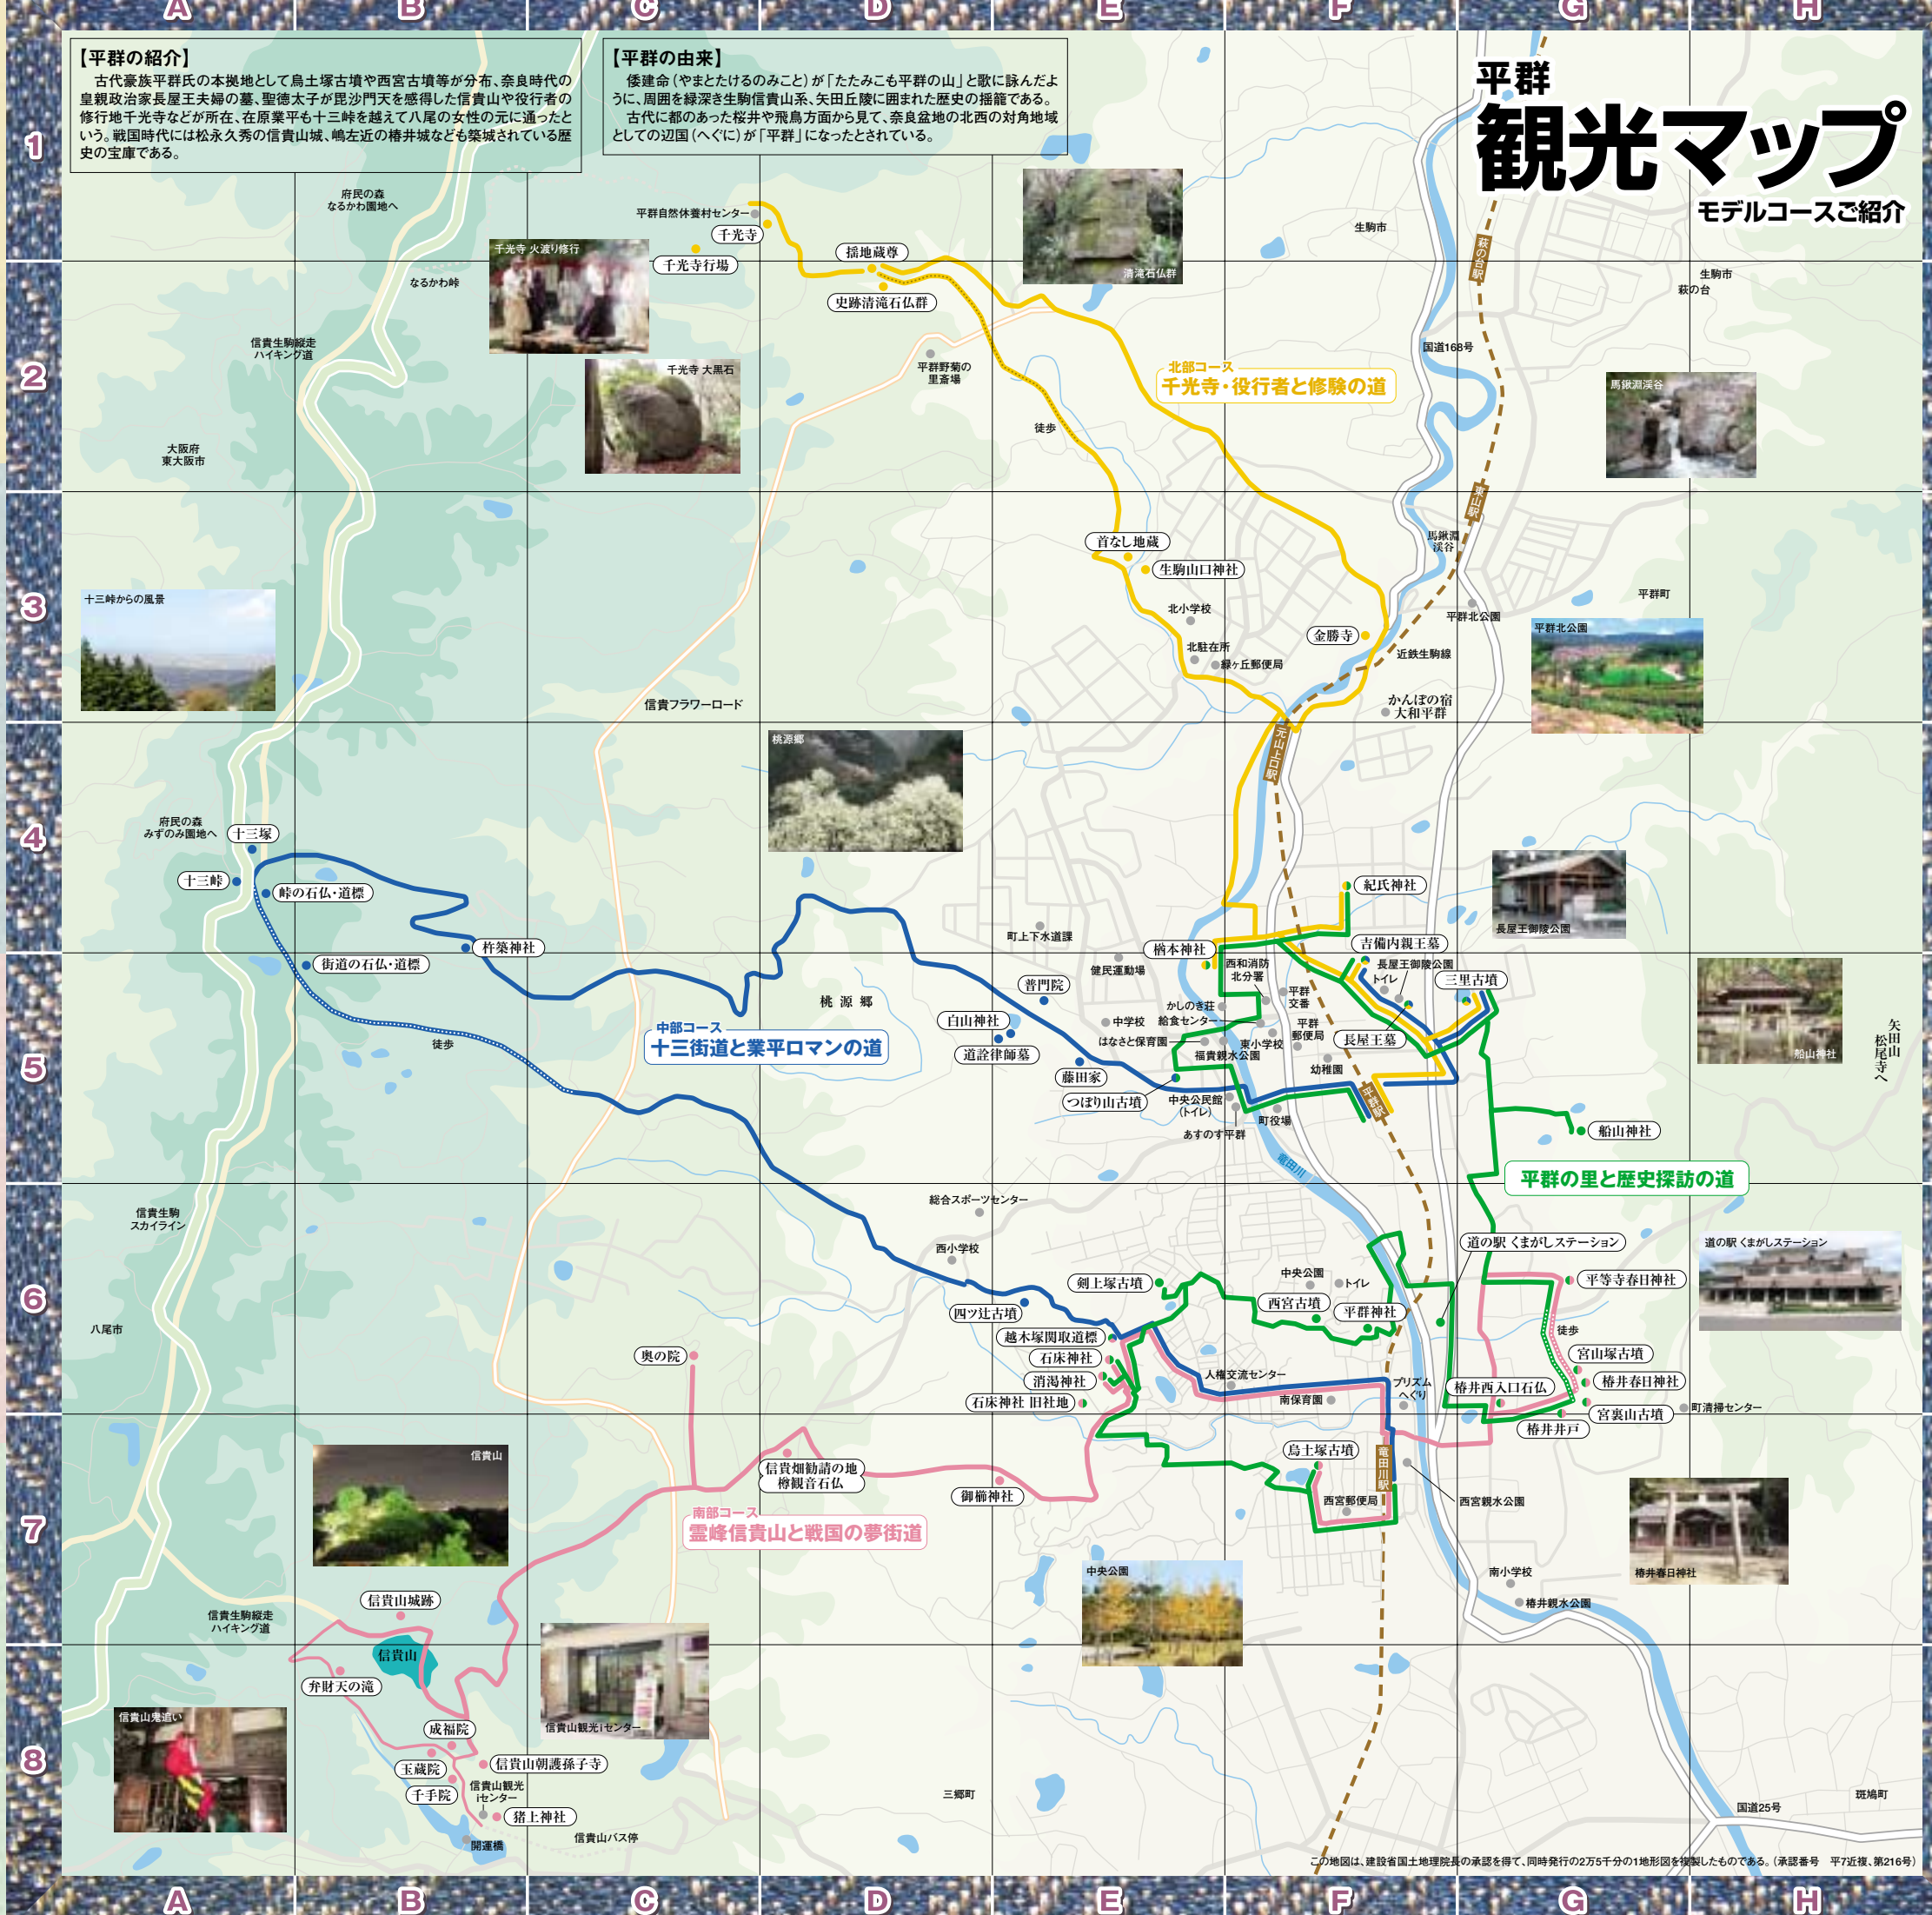 A
B
C
D
E
F
G
H
1
2
3
4
5
6
7
8
【平群の紹介】
古代豪族平群氏の本拠地として烏土塚古墳や西宮古墳等が分布、奈良時代の
皇親政治家長屋王夫婦の墓、聖徳太子が毘沙門天を感得した信貴山や役行者の
修行地千光寺などが所在、在原業平も十三峠を越えて八尾の女性の元に通ったと
いう。戦国時代には松永久秀の信貴山城、嶋左近の椿井城なども築城されている歴
史の宝庫である。
【平群の由来】
倭建命(やまとたけるのみこと)が「たたみこも平群の山」と歌に詠んだよ
うに、周囲を緑深き生駒信貴山系、矢田丘陵に囲まれた歴史の揺籠である。
古代に都のあった桜井や飛鳥方面から見て、奈良盆地の北西の対角地域
としての辺国(へぐに)が「平群」になったとされている。
平群
観光マップ
モデルコースご紹介
府民の森
なるかわ園地へ
平群自然休養村センター
千光寺
千光寺行場
千光寺 火渡り修行
揺地蔵尊
史跡清滝石仏群
清滝石仏群
生駒市
萩の台駅
生駒市
萩の台
なるかわ峠
信貴生駒縦走
ハイキング道
千光寺 大黒石
平群野菊の
里斎場
北部コース
千光寺・役行者と修験の道
国道168号
馬鍬淵渓谷
大阪府
東大阪市
徒歩
東山駅
馬鍬淵
渓谷
首なし地蔵
生駒山口神社
北小学校
北駐在所
緑ヶ丘郵便局
金勝寺
近鉄生駒線
平群北公園
平群町
平群北公園
十三峠からの風景
信貴フラワーロード
かんぽの宿
大和平群
元山上口駅
桃源郷
府民の森
みずのみ園地へ
十三塚
十三峠
峠の石仏・道標
杵築神社
街道の石仏・道標
町上下水道課
紀氏神社
長屋王御陵公園
楢本神社
健民運動場
西和消防
北分署
吉備内親王墓
長屋王御陵公園
トイレ
三里古墳
普門院
桃源郷
白山神社
道詮律師墓
中学校
かしのき荘
給食センター
はなさと保育園
福貴親水公園
東小学校
平群
交番
平群
郵便局
長屋王墓
幼稚園
船山神社
矢田山
松尾寺へ
中部コース
十三街道と業平ロマンの道
徒歩
藤田家
つぼり山古墳
中央公民館
(トイレ)
あすのす平群
町役場
平群駅
船山神社
竜田川
平群の里と歴史探訪の道
信貴生駒
スカイライン
総合スポーツセンター
西小学校
道の駅 くまがしステーション
道の駅 くまがしステーション
剣上塚古墳
中央公園
トイレ
西宮古墳
平群神社
平等寺春日神社
四ツ辻古墳
越木塚関取道標
石床神社
消渇神社
石床神社 旧社地
八尾市
奥の院
人権交流センター
南保育園
プリズム
へぐり
徒歩
宮山塚古墳
椿井春日神社
椿井西入口石仏
宮裏山古墳
椿井井戸
町清掃センター
信貴山
信貴畑勧請の地
樽観音石仏
御櫛神社
烏土塚古墳
竜田川駅
西宮郵便局
西宮親水公園
南部コース
霊峰信貴山と戦国の夢街道
椿井春日神社
中央公園
南小学校
椿井親水公園
信貴山城跡
信貴生駒縦走
ハイキング道
信貴山
弁財天の滝
信貴山観光iセンター
信貴山鬼追い
成福院
玉蔵院
信貴山朝護孫子寺
千手院
信貴山観光
iセンター
猪上神社
開運橋
信貴山バス停
三郷町
国道25号
斑鳩町
この地図は、建設省国土地理院長の承認を得て、同時発行の2万5千分の1地形図を複製したものである。(承認番号 平7近複、第216号)
A
B
C
D
E
F
G
H